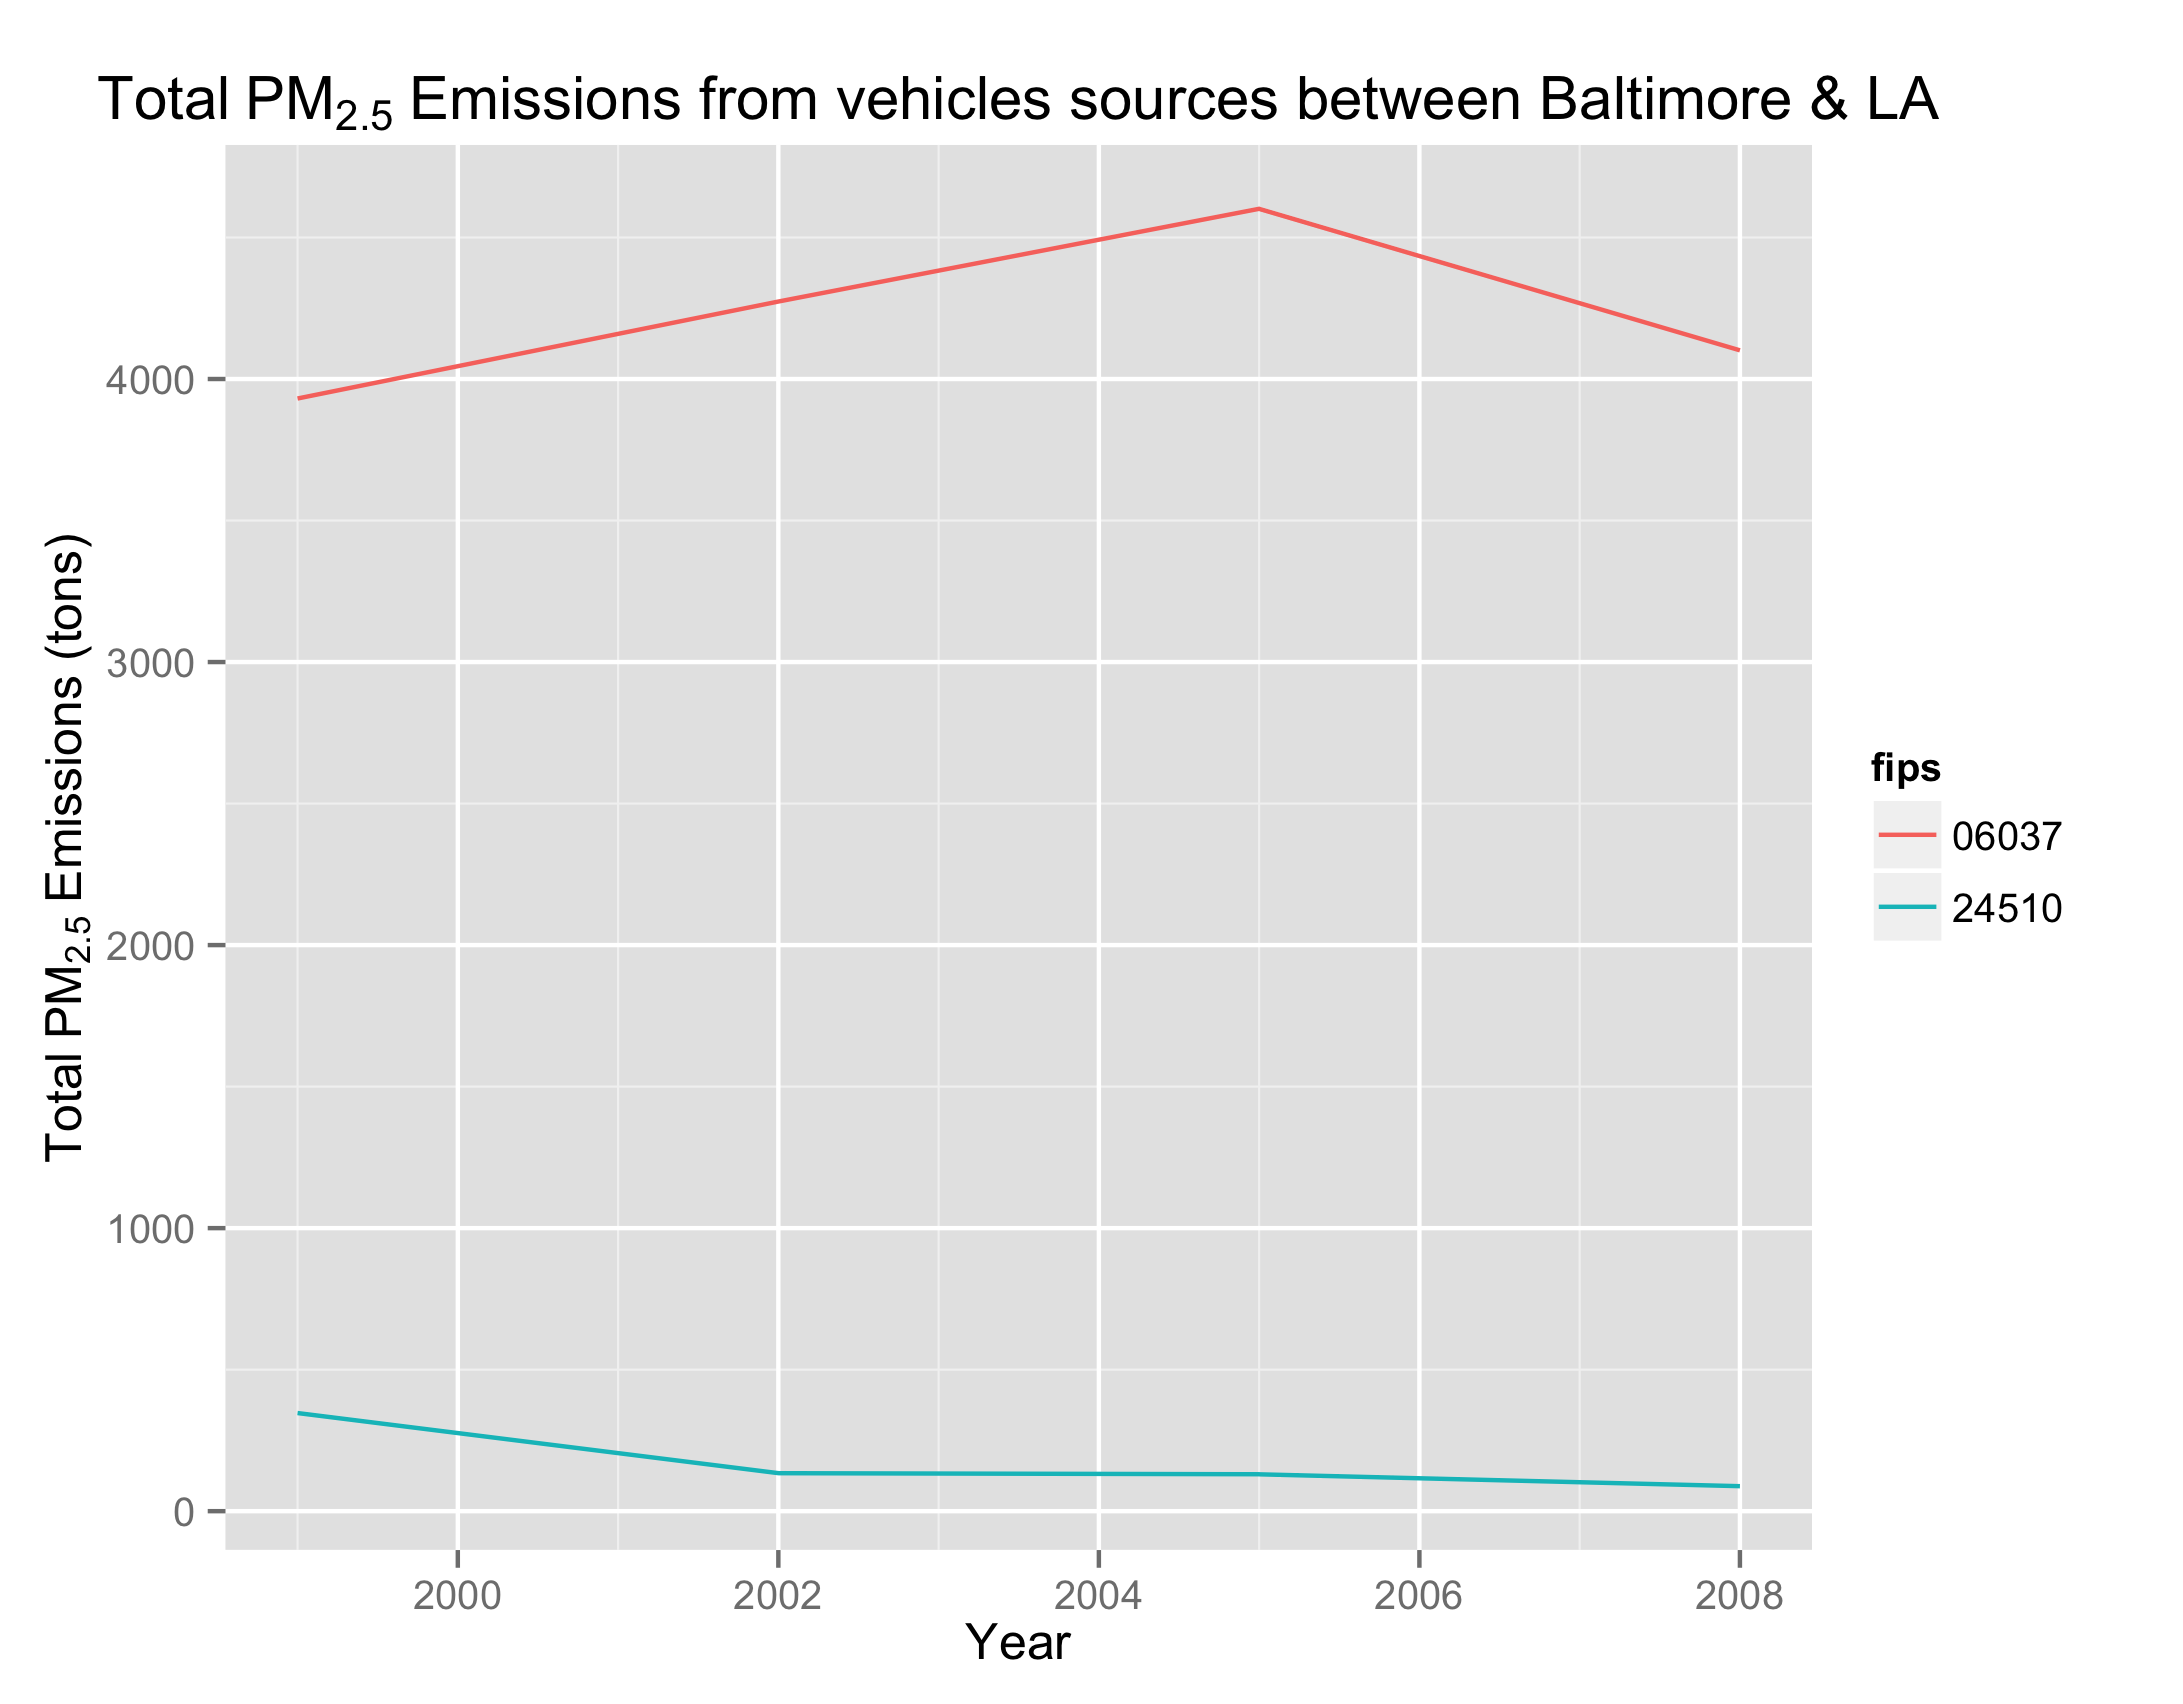 Total PM2.5 Emissions from vehicles sources between Baltimore & LA
Total PM2.5 Emissions (tons)
4000
3000
2000
1000
0
2000 2002 2004 2006 2008
Year
fips
06037
24510